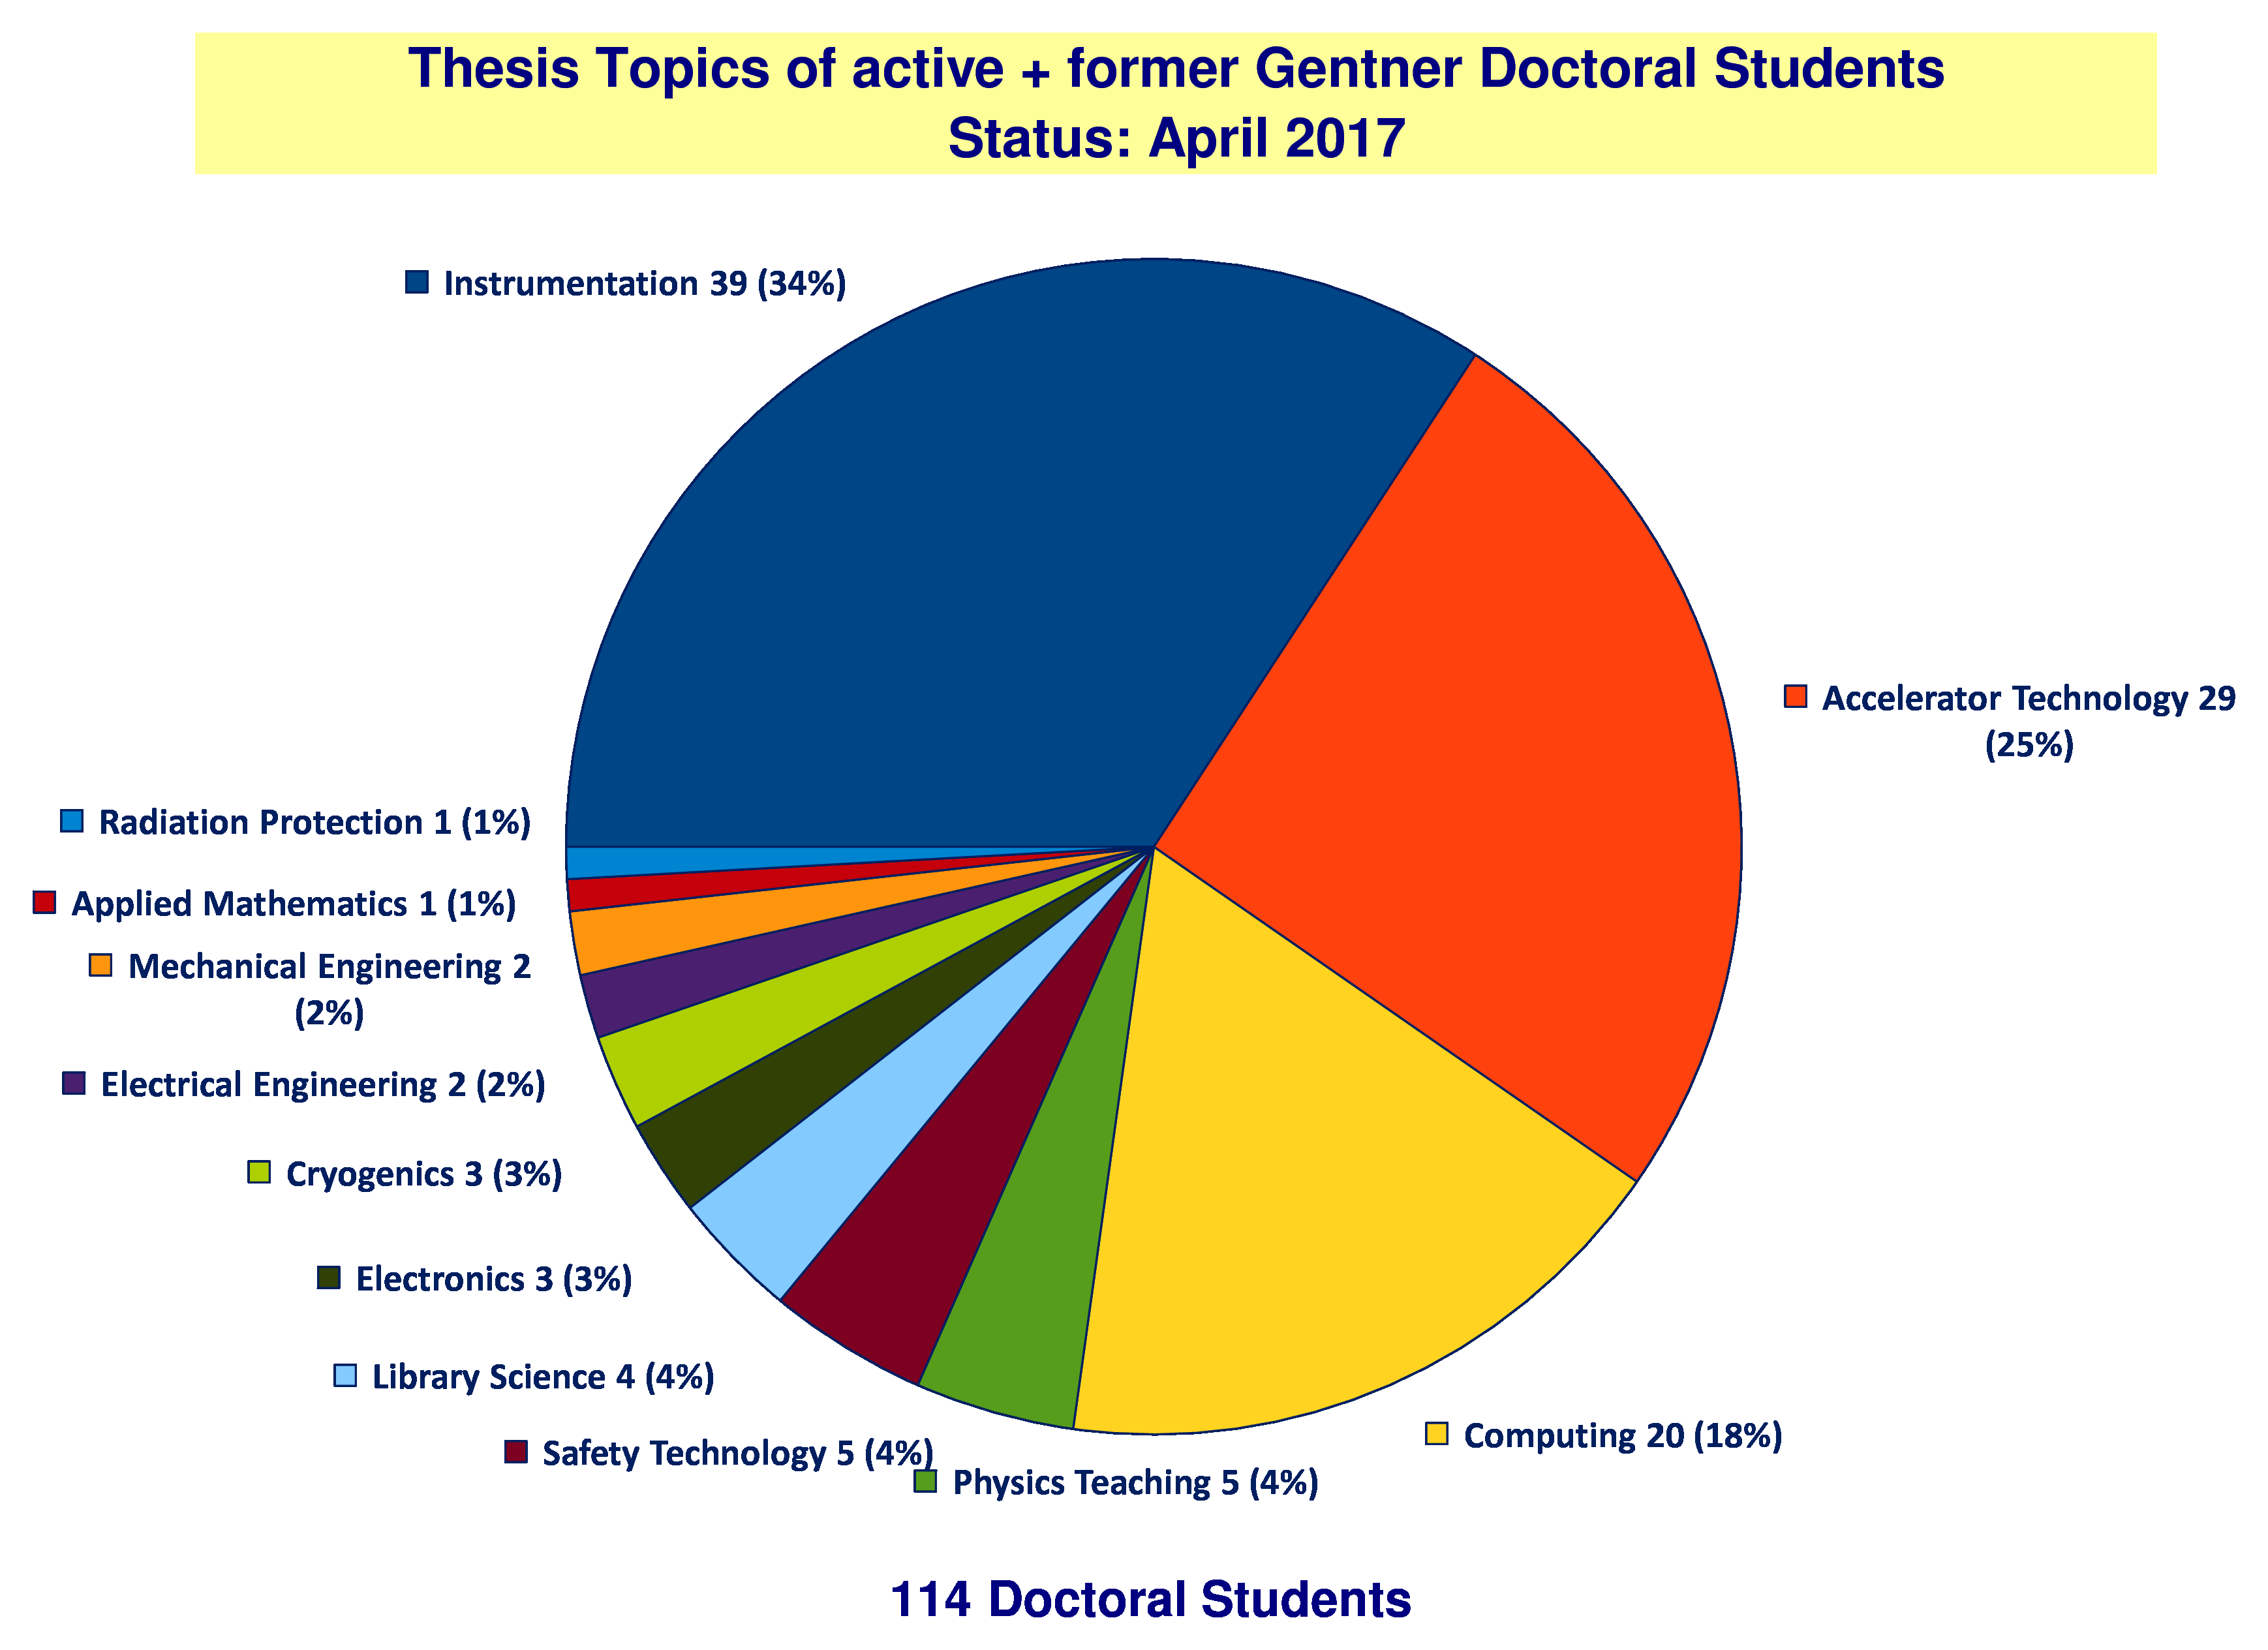 Thesis Topics of active + former Gentner Doctoral Students
Status: April 2017
Instrumentation 39 (34%)
Accelerator Technology 29
(25%)
Radiation Protection 1 (1%)
Applied Mathematics 1 (1%)
Mechanical Engineering 2
(2%)
Electrical Engineering 2 (2%)
Cryogenics 3 (3%)
Electronics 3 (3%)
Library Science 4 (4%)
Computing 20 (18%)
Safety Technology 5 (4%)
Physics Teaching 5 (4%)
114 Doctoral Students